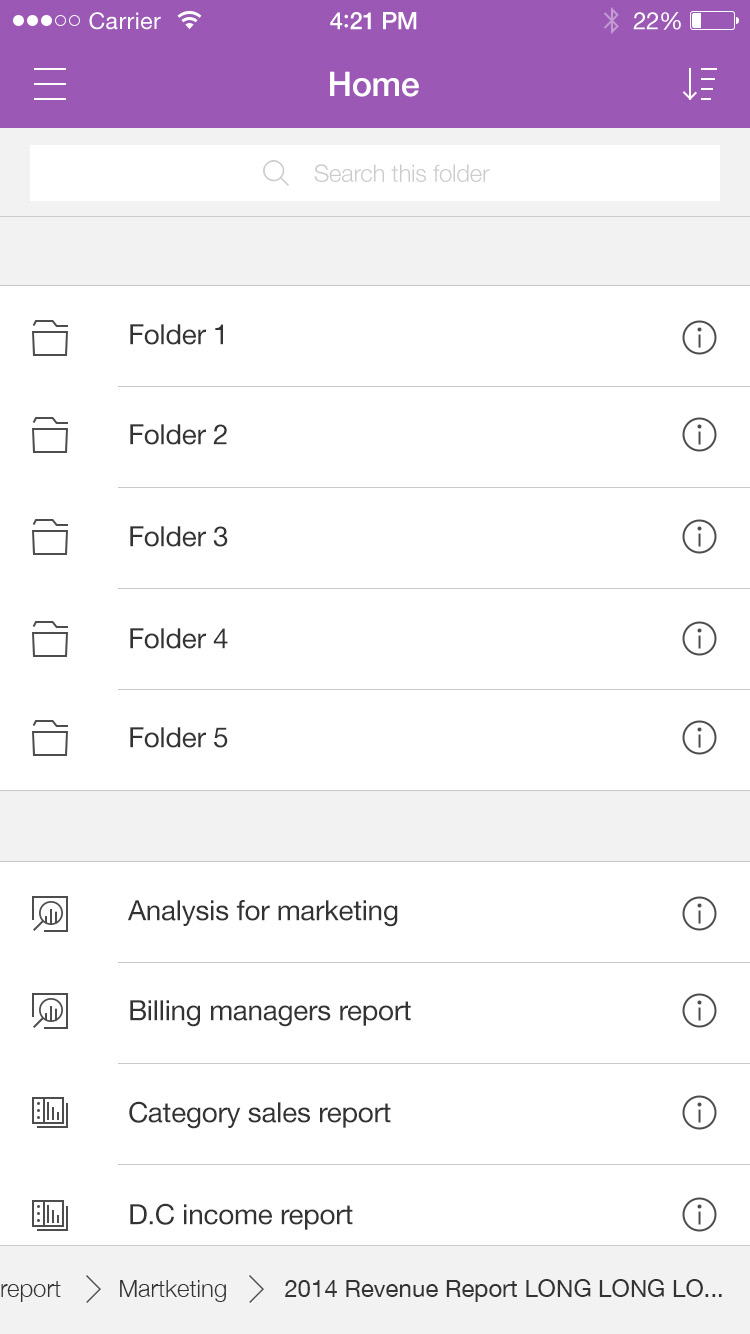 Carrier 4:21 PM 22%
Home
Search this folder
Folder 1
Folder 2
Folder 3
Folder 4
Folder 5
Analysis for marketing
Billing managers report
Category sales report
D.C income report
report Martketing 2014 Revenue Report LONG LONG LO...